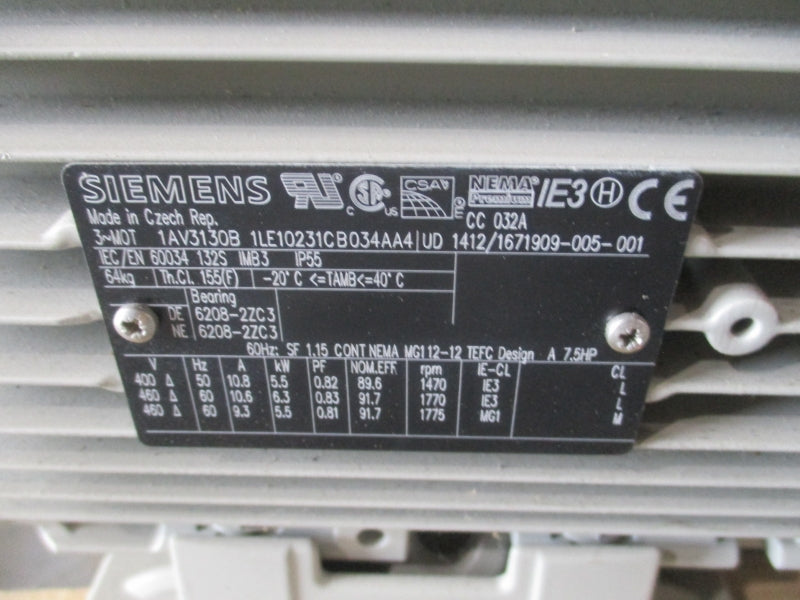 SIEMENS UR C SA US CSA NEMA Premium IE3 H CE
Made in Czech Rep. CC 032A
3~MOT 1AV3130B 1LE10231CB034AA4 UD 1412/1671909-005-001
IEC/EN 60034 132S IMB3 IP55
64kg Th.Cl. 155(F) -20°C <=TAMB<=40°C
Bearing
DE 6208-2ZC3
NE 6208-2ZC3
60Hz: SF 1.15 CONT NEMA MG112-12 TEFC Design A 7.5HP
V Hz A kW PF NOM.EFF rpm IE-CL CL
400 Δ 50 10.8 5.5 0.82 89.6 1470 IE3 L
460 Δ 60 10.6 6.3 0.83 91.7 1770 IE3 L
460 Δ 60 9.3 5.5 0.81 91.7 1775 MG1 M